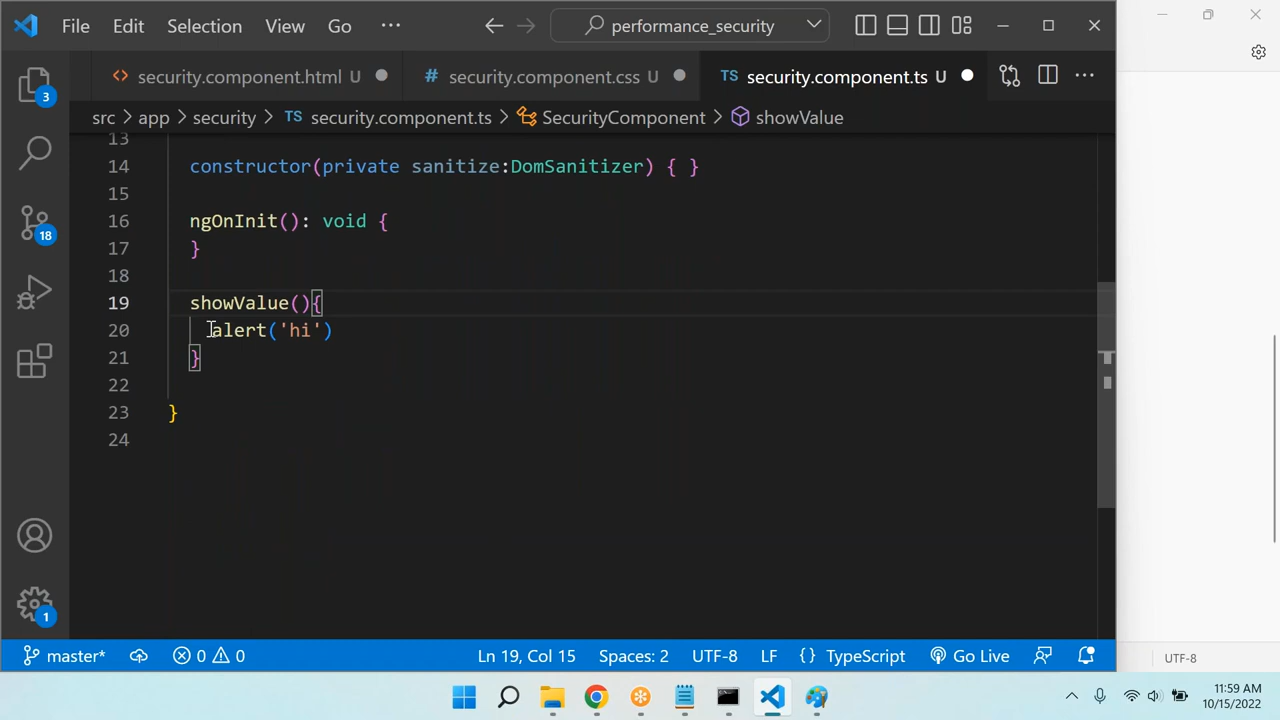 File Edit Selection View Go ··· performance_security
security.component.html U security.component.css U TS security.component.ts U ···
src > app > security > TS security.component.ts > SecurityComponent > showValue
13
14 constructor(private sanitize:DomSanitizer) { }
15
16 ngOnInit(): void {
17 }
18
19 showValue(){
20 alert('hi')
21 }
22
23 }
24
3
18
1
master* 0 0 Ln 19, Col 15 Spaces: 2 UTF-8 LF {} TypeScript Go Live
UTF-8
11:59 AM
10/15/2022